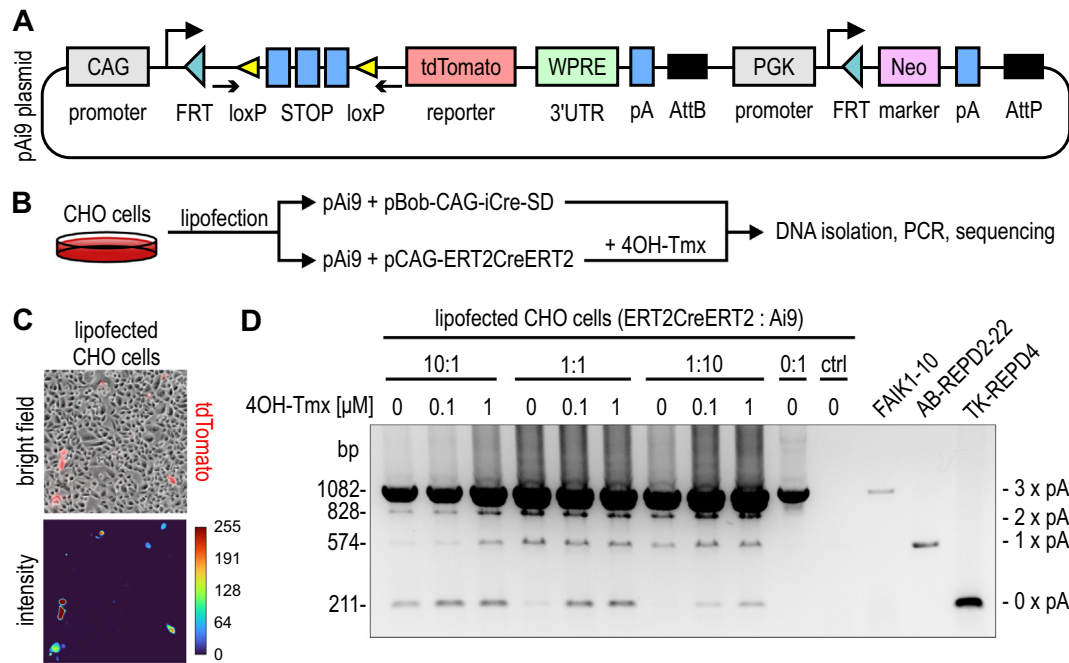 A
pAi9 plasmid
CAG
tdTomato
WPRE
PGK
Neo
promoter
FRT
loxP
STOP
loxP
reporter
3'UTR
pA
AttB
promoter
FRT
marker
pA
AttP
B
CHO cells
lipofection
pAi9 + pBob-CAG-iCre-SD
pAi9 + pCAG-ERT2CreERT2
+ 4OH-Tmx
DNA isolation, PCR, sequencing
C
lipofected
CHO cells
bright field
tdTomato
intensity
255
191
128
64
0
D
lipofected CHO cells (ERT2CreERT2 : Ai9)
10:1 1:1 1:10 0:1 ctrl
4OH-Tmx [µM] 0 0.1 1 0 0.1 1 0 0.1 1 0 0
FAIK1-10
AB-REPD2-22
TK-REPD4
bp
1082-
828-
574-
211-
- 3 x pA
- 2 x pA
- 1 x pA
- 0 x pA